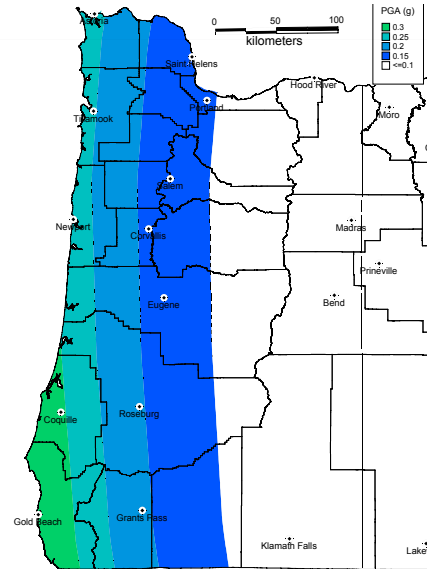 PGA (g)
0.3
0.25
0.2
0.15
<=0.1
0 50 100
kilometers
Astoria
Saint Helens
Hood River
Portland
Moro
Tillamook
Salem
Newport
Corvallis
Madras
Prineville
Eugene
Bend
Coquille
Roseburg
Gold Beach
Grants Pass
Klamath Falls
Lake